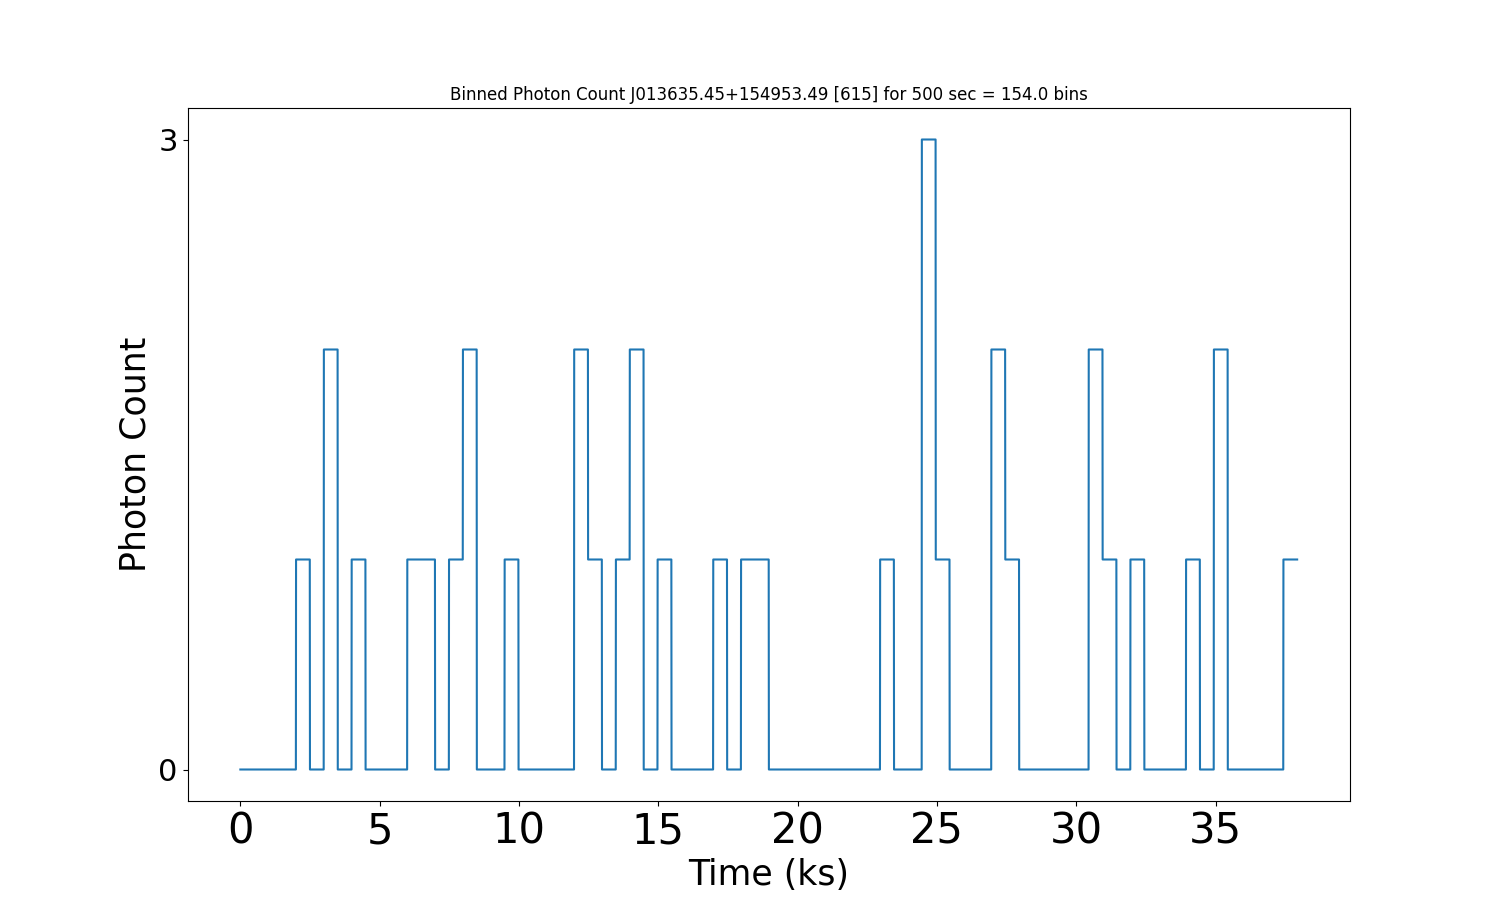 Binned Photon Count J013635.45+154953.49 [615] for 500 sec = 154.0 bins
3
Photon Count
0
0 5 10 15 20 25 30 35
Time (ks)